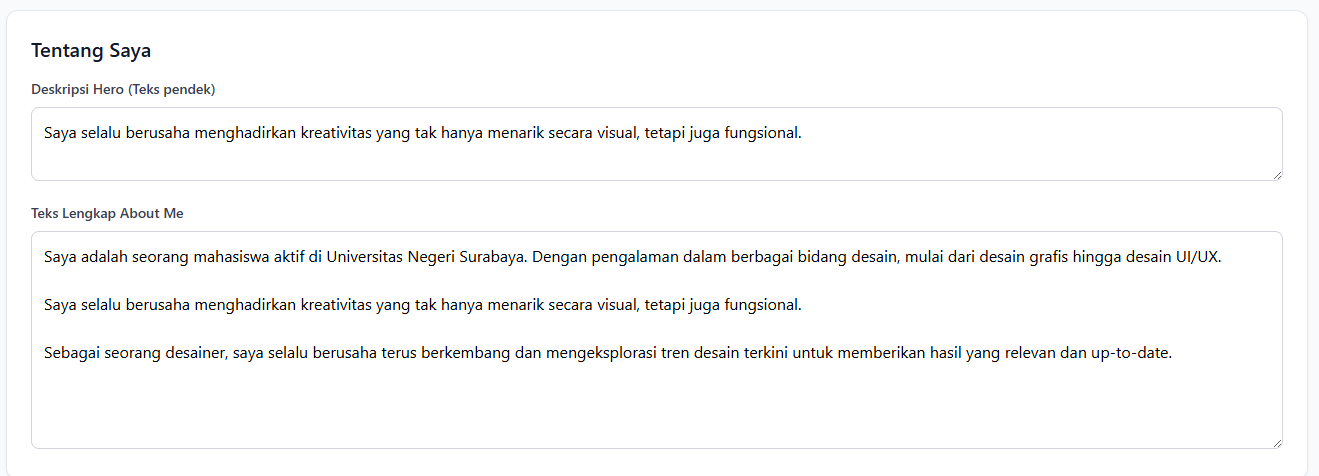 Tentang Saya
Deskripsi Hero (Teks pendek)
Saya selalu berusaha menghadirkan kreativitas yang tak hanya menarik secara visual, tetapi juga fungsional.
Teks Lengkap About Me
Saya adalah seorang mahasiswa aktif di Universitas Negeri Surabaya. Dengan pengalaman dalam berbagai bidang desain, mulai dari desain grafis hingga desain UI/UX.
Saya selalu berusaha menghadirkan kreativitas yang tak hanya menarik secara visual, tetapi juga fungsional.
Sebagai seorang desainer, saya selalu berusaha terus berkembang dan mengeksplorasi tren desain terkini untuk memberikan hasil yang relevan dan up-to-date.